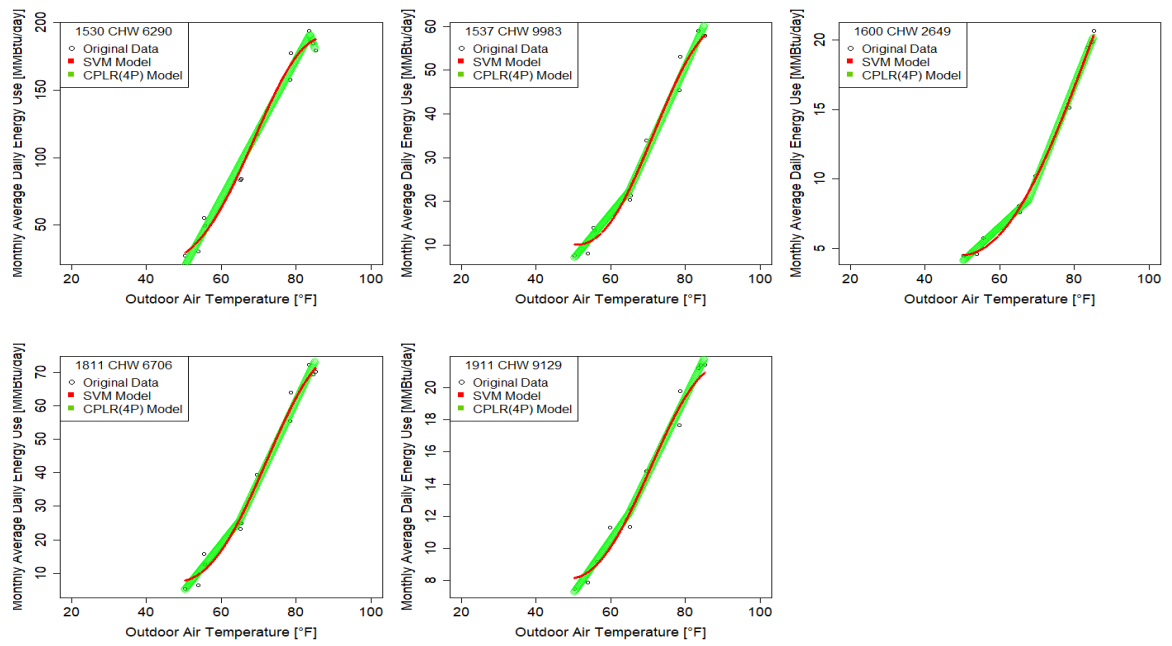 Monthly Average Daily Energy Use [MMBtu/day]
200
150
100
50
1530 CHW 6290
Original Data
SVM Model
CPLR(4P) Model
20 40 60 80 100
Outdoor Air Temperature [°F]
Monthly Average Daily Energy Use [MMBtu/day]
60
50
40
30
20
10
1537 CHW 9983
Original Data
SVM Model
CPLR(4P) Model
20 40 60 80 100
Outdoor Air Temperature [°F]
Monthly Average Daily Energy Use [MMBtu/day]
20
15
10
5
1600 CHW 2649
Original Data
SVM Model
CPLR(4P) Model
20 40 60 80 100
Outdoor Air Temperature [°F]
Monthly Average Daily Energy Use [MMBtu/day]
70
60
50
40
30
20
10
1811 CHW 6706
Original Data
SVM Model
CPLR(4P) Model
20 40 60 80 100
Outdoor Air Temperature [°F]
Monthly Average Daily Energy Use [MMBtu/day]
20
18
16
14
12
10
8
1911 CHW 9129
Original Data
SVM Model
CPLR(4P) Model
20 40 60 80 100
Outdoor Air Temperature [°F]